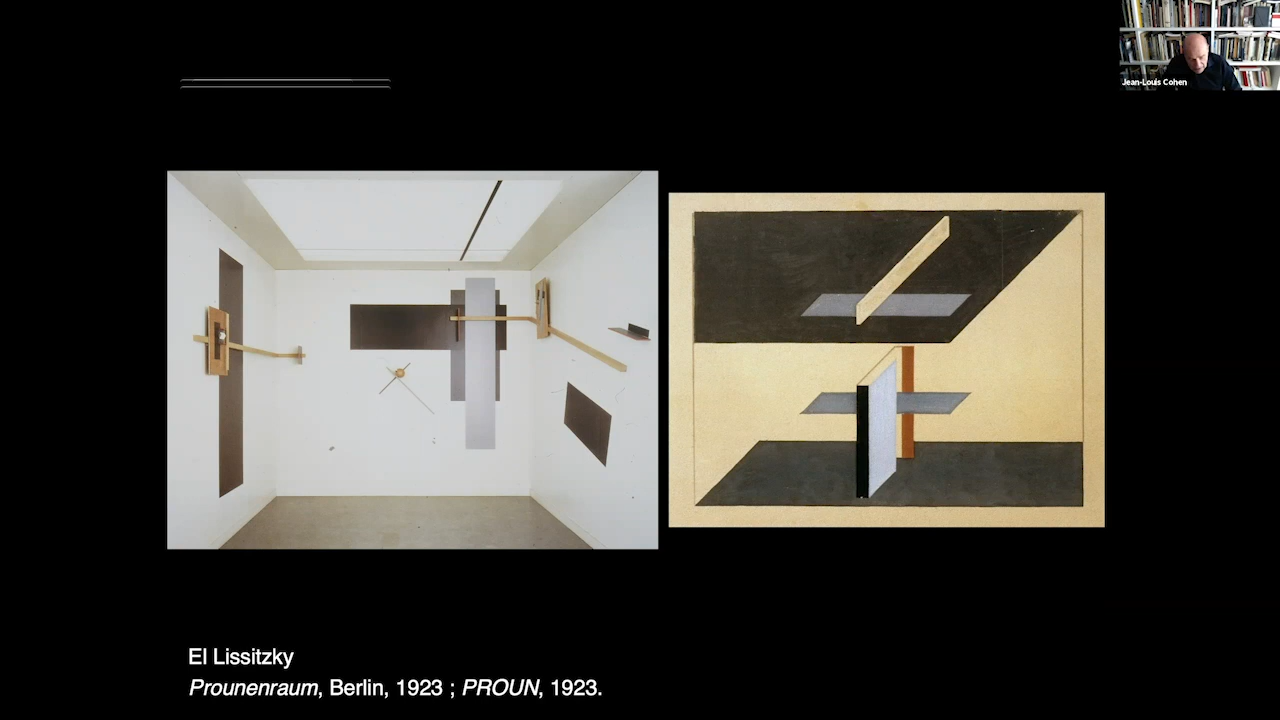 Jean-Louis Cohen
El Lissitzky
Prounenraum, Berlin, 1923 ; PROUN, 1923.